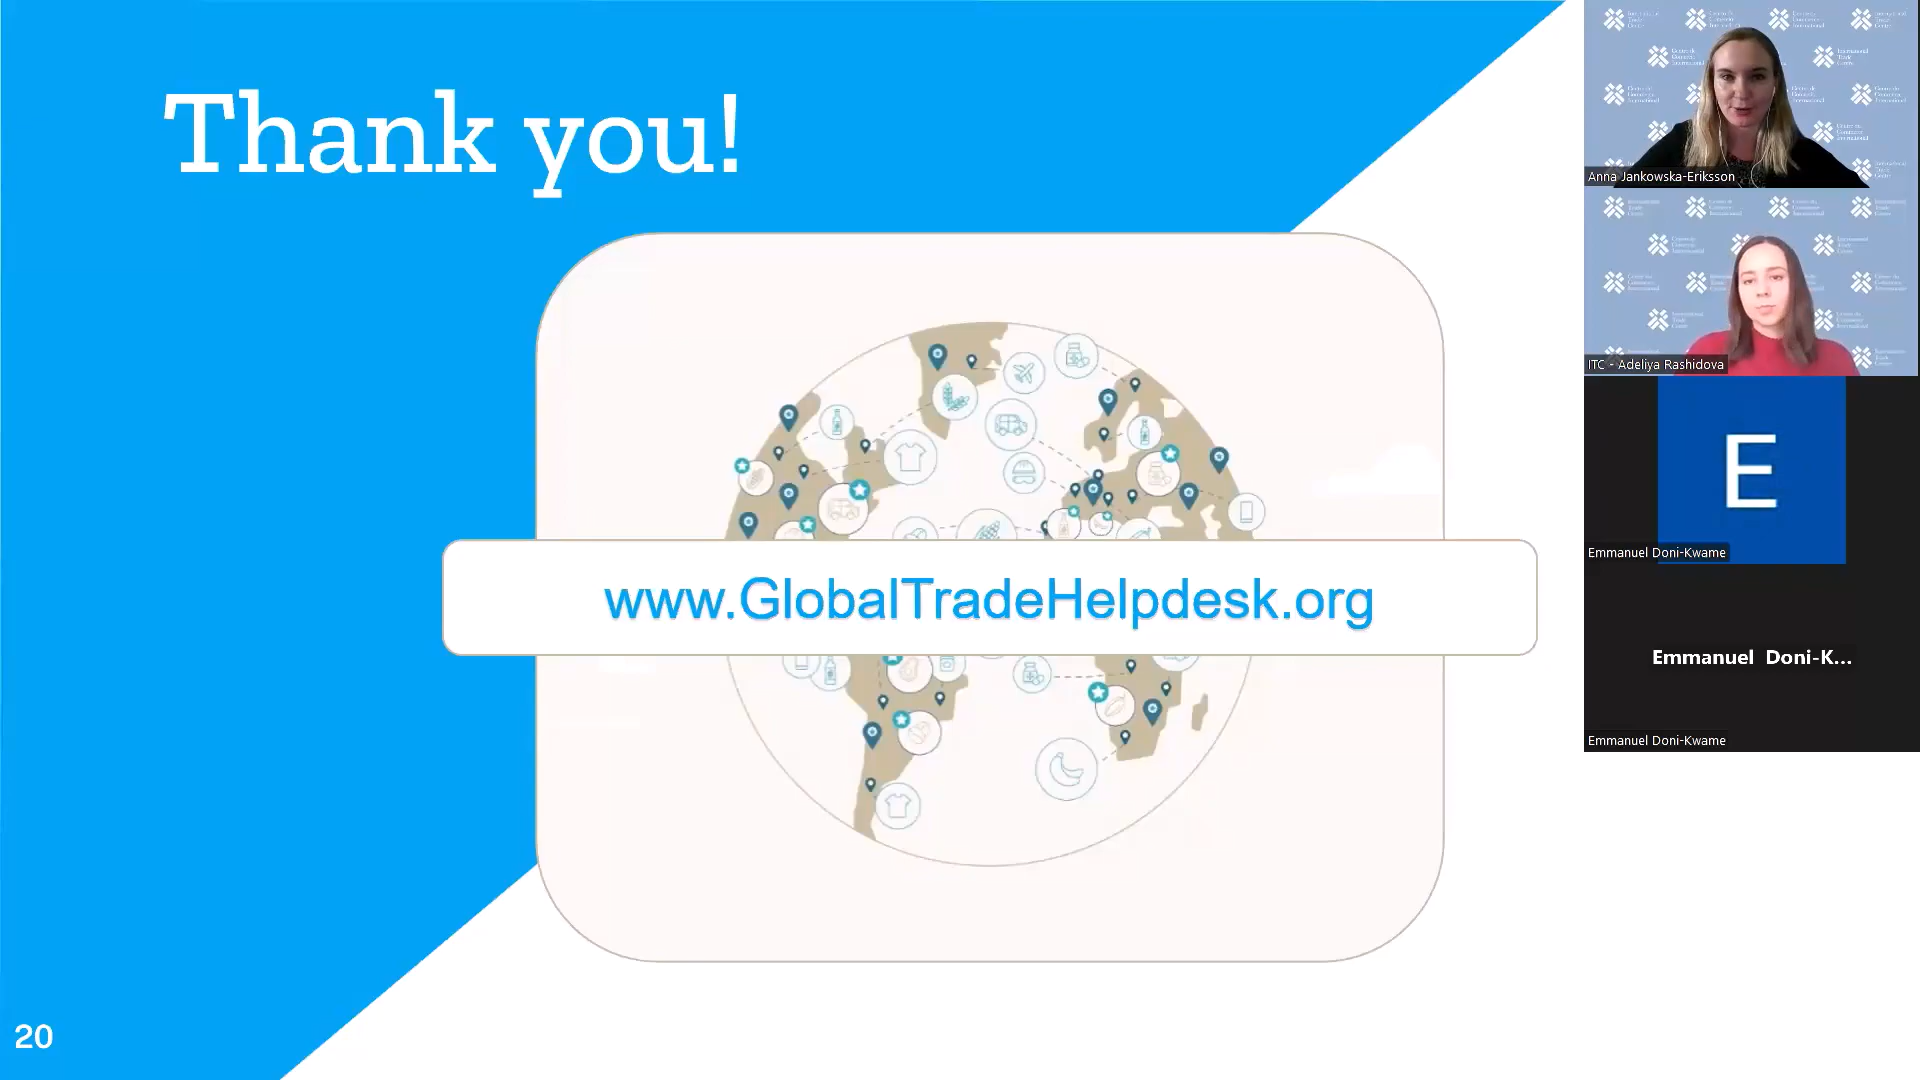 Thank you!
www.GlobalTradeHelpdesk.org
20
Anna Jankowska-Eriksson
ITC - Adeliya Rashidova
E
Emmanuel Doni-Kwame
Emmanuel Doni-K...
Emmanuel Doni-Kwame